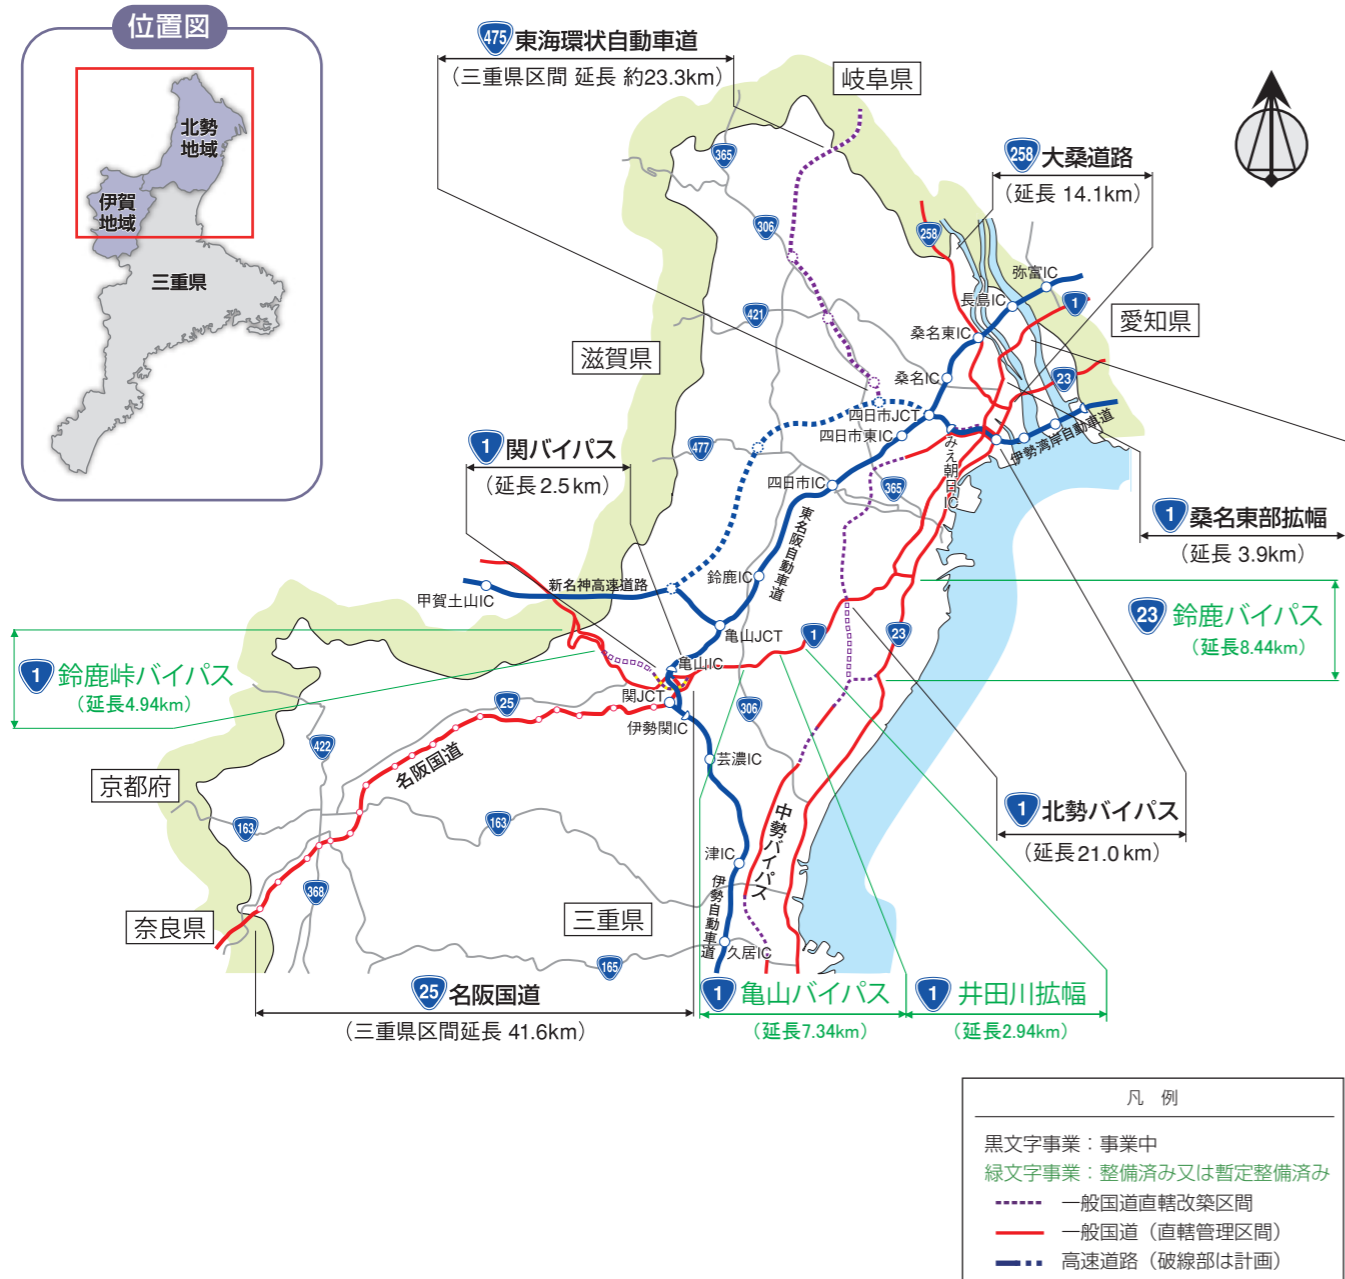 位置図
北勢
地域
伊賀
地域
三重県
475 東海環状自動車道
(三重県区間 延長 約23.3km)
岐阜県
258 大桑道路
(延長 14.1km)
365
306
258
弥富IC
長島IC
1
愛知県
421
桑名東IC
滋賀県
桑名IC
23
四日市JCT
四日市東IC
みえ朝日IC
伊勢湾岸自動車道
1 関バイパス
(延長 2.5km)
477
四日市IC
365
1 桑名東部拡幅
(延長 3.9km)
東名阪自動車道
鈴鹿IC
新名神高速道路
甲賀土山IC
23 鈴鹿バイパス
(延長8.44km)
亀山JCT
1
23
1 鈴鹿峠バイパス
(延長4.94km)
亀山IC
関JCT
25
306
伊勢関IC
422
芸濃IC
名阪国道
京都府
163
163
中勢バイパス
1 北勢バイパス
(延長21.0km)
津IC
368
伊勢自動車道
三重県
奈良県
久居IC
165
25 名阪国道
(三重県区間延長 41.6km)
1 亀山バイパス
(延長7.34km)
1 井田川拡幅
(延長2.94km)
凡 例
黒文字事業：事業中
緑文字事業：整備済み又は暫定整備済み
一般国道直轄改築区間
一般国道（直轄管理区間）
高速道路（破線部は計画）